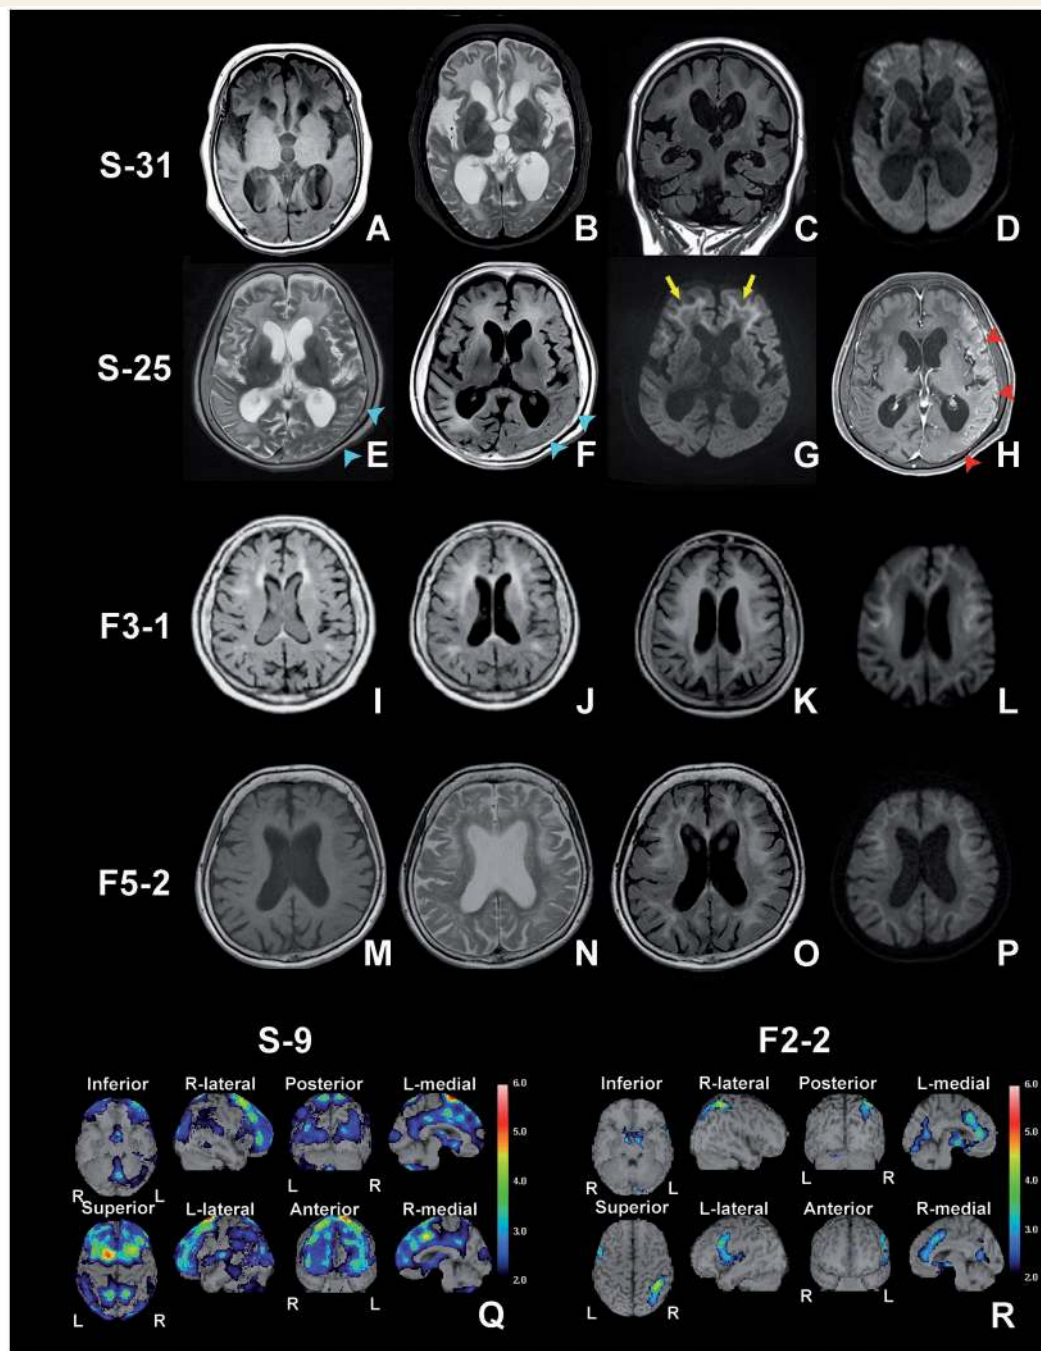 S-31
A
B
C
D
S-25
E
F
G
H
F3-1
I
J
K
L
F5-2
M
N
O
P
S-9
F2-2
Inferior
R-lateral
Posterior
L-medial
6.0
5.0
4.0
3.0
2.0
R
L
L
R
Superior
L-lateral
Anterior
R-medial
L
R
R
L
Q
Inferior
R-lateral
Posterior
L-medial
6.0
5.0
4.0
3.0
2.0
R
L
L
R
Superior
L-lateral
Anterior
R-medial
L
R
R
L
R